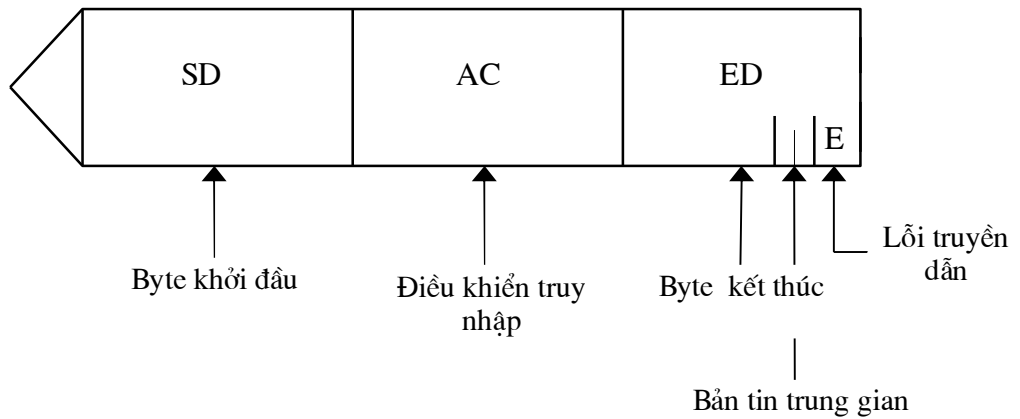 SD
AC
ED
E
Lỗi truyền
dẫn
Byte khởi đầu
Điều khiển truy
nhập
Byte kết thúc
Bản tin trung gian